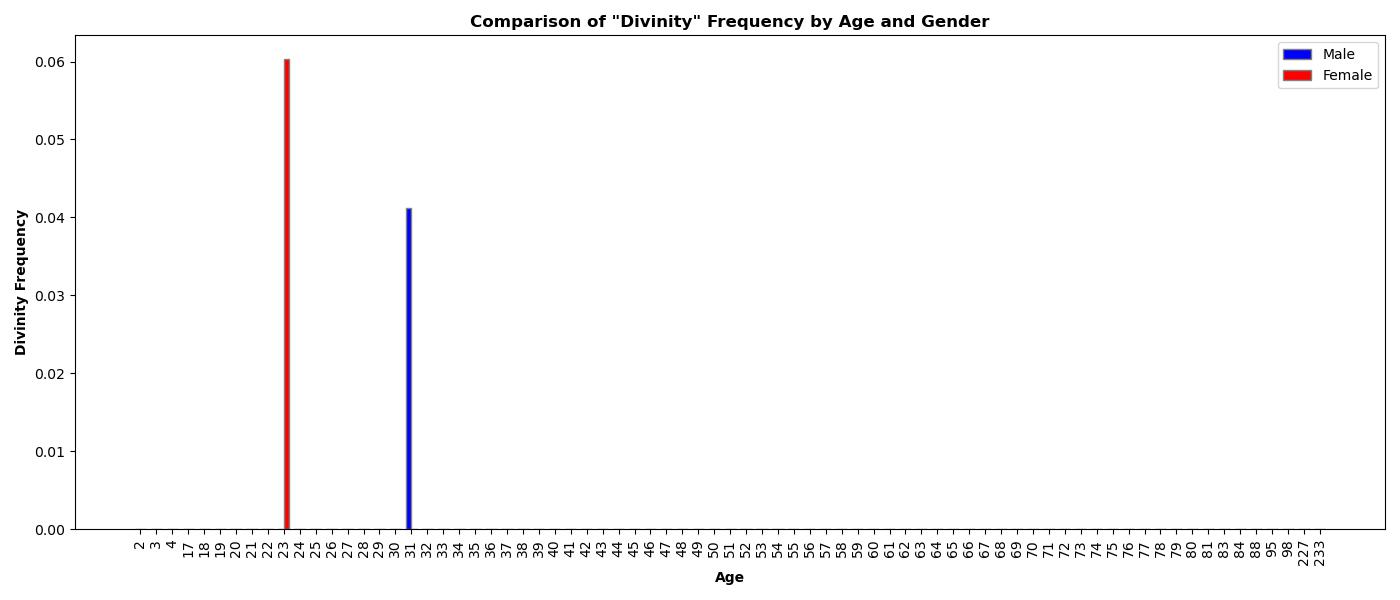 Comparison of "Divinity" Frequency by Age and Gender
Male
Female
Divinity Frequency
0.06
0.05
0.04
0.03
0.02
0.01
0.00
2 3 4 17 18 19 20 21 22 23 24 25 26 27 28 29 30 31 32 33 34 35 36 37 38 39 40 41 42 43 44 45 46 47 48 49 50 51 52 53 54 55 56 57 58 59 60 61 62 63 64 65 66 67 68 69 70 71 72 73 74 75 76 77 78 79 80 81 83 84 88 95 98 227 233
Age